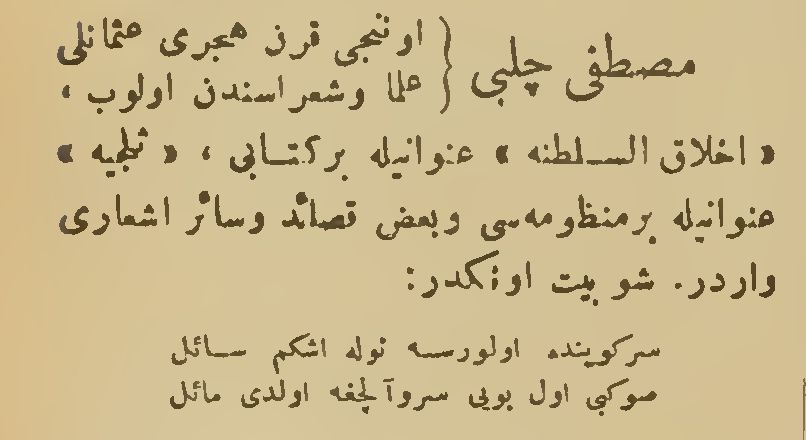 مصطفى چلبی { اوننجی قرن هجری عثمانلی
علما وشعراسندن اولوب ،
« اخلاق السلطنه » عنوانیله برکتابی ، « ثلجیه »
عنوانیله برمنظومه‌سی وبعض قصائد وسائر اشعاری
واردر. شو بیت اونکدر:
سرکوینده اولورسه نوله اشکم سائل
صوکبی اول بویی سروآلچغه اولدی مائل